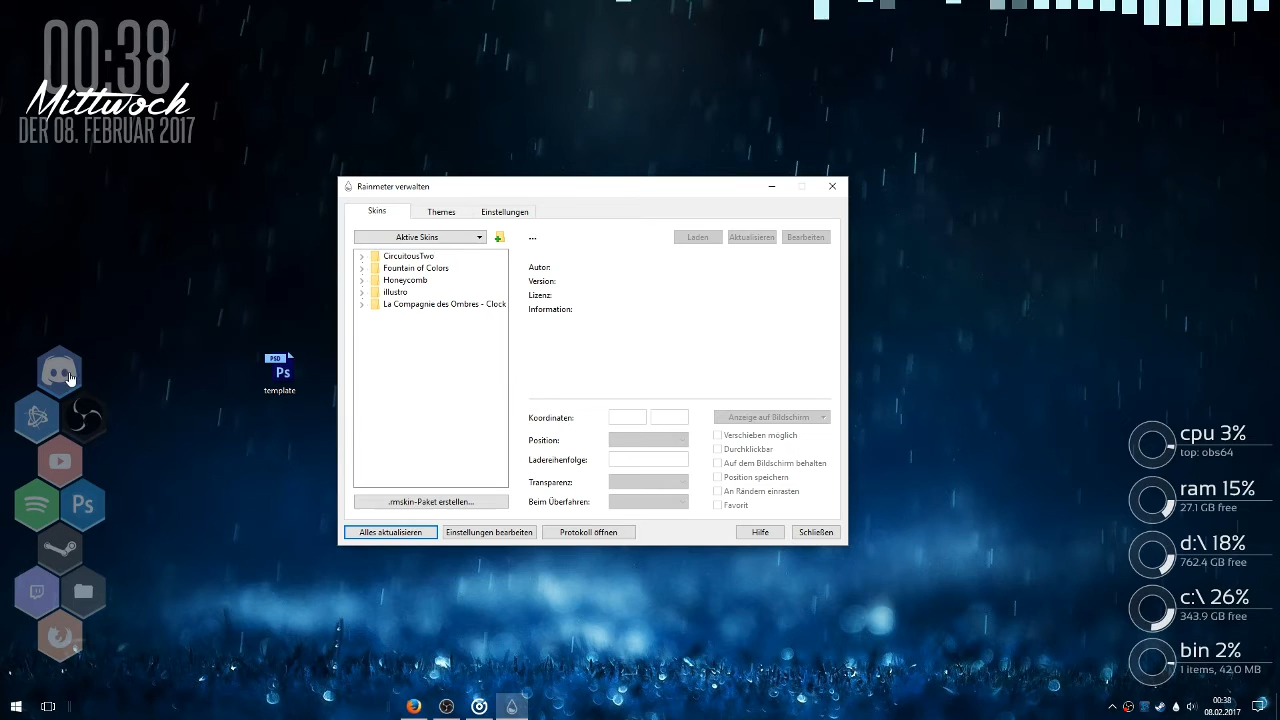 00:38
Mittwoch
DER 08. FEBRUAR 2017
Rainmeter verwalten
Skins
Themes
Einstellungen
Aktive Skins
...
Laden
Aktualisieren
Bearbeiten
CircuitousTwo
Fountain of Colors
Honeycomb
illustro
La Compagnie des Ombres - Clock
Autor:
Version:
Lizenz:
Information:
PSD
Ps
template
Koordinaten:
Anzeige auf Bildschirm
Position:
Verschieben möglich
Durchklickbar
Ladereihenfolge:
Auf dem Bildschirm behalten
Transparenz:
Position speichern
An Rändern einrasten
Beim Überfahren:
Favorit
.rmskin-Paket erstellen...
Alles aktualisieren
Einstellungen bearbeiten
Protokoll öffnen
Hilfe
Schließen
Ps
cpu 3%
top: obs64
ram 15%
27.1 GB free
d:\ 18%
762.4 GB free
c:\ 26%
343.9 GB free
bin 2%
1 items, 42.0 MB
00:38
08.02.2017